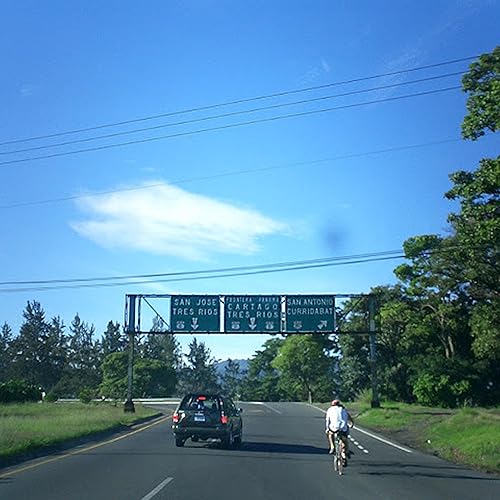 SAN JOSE
TRES RIOS
FRONTERA PANAMA
CARTAGO
TRES RIOS
SAN ANTONIO
CURRIDABAT